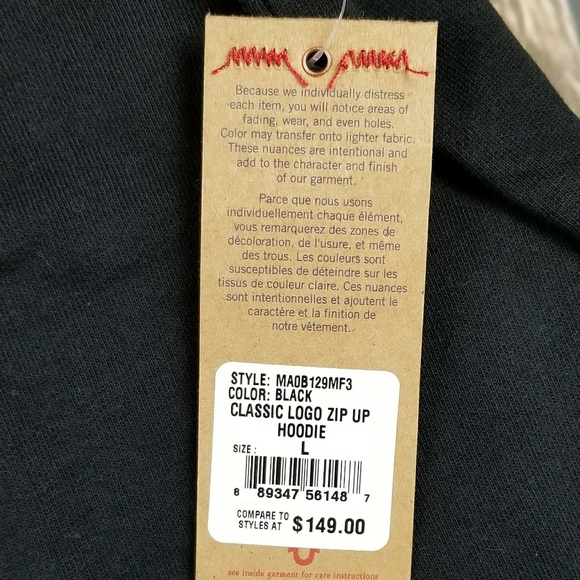 Because we individually distress
each item, you will notice areas of
fading, wear, and even holes.
Color may transfer onto lighter fabric.
These nuances are intentional and
add to the character and finish
of our garment.
Parce que nous usons
individuellement chaque élément,
vous remarquerez des zones de
décoloration, de l'usure, et même
des trous. Les couleurs sont
susceptibles de déteindre sur les
tissus de couleur claire. Ces nuances
sont intentionnelles et ajoutent le
caractère et la finition de
notre vêtement.
STYLE: MA0B129MF3
COLOR: BLACK
CLASSIC LOGO ZIP UP
HOODIE
SIZE: L
8 89347 56148 7
COMPARE TO
STYLES AT $149.00
see inside garment for care instructions